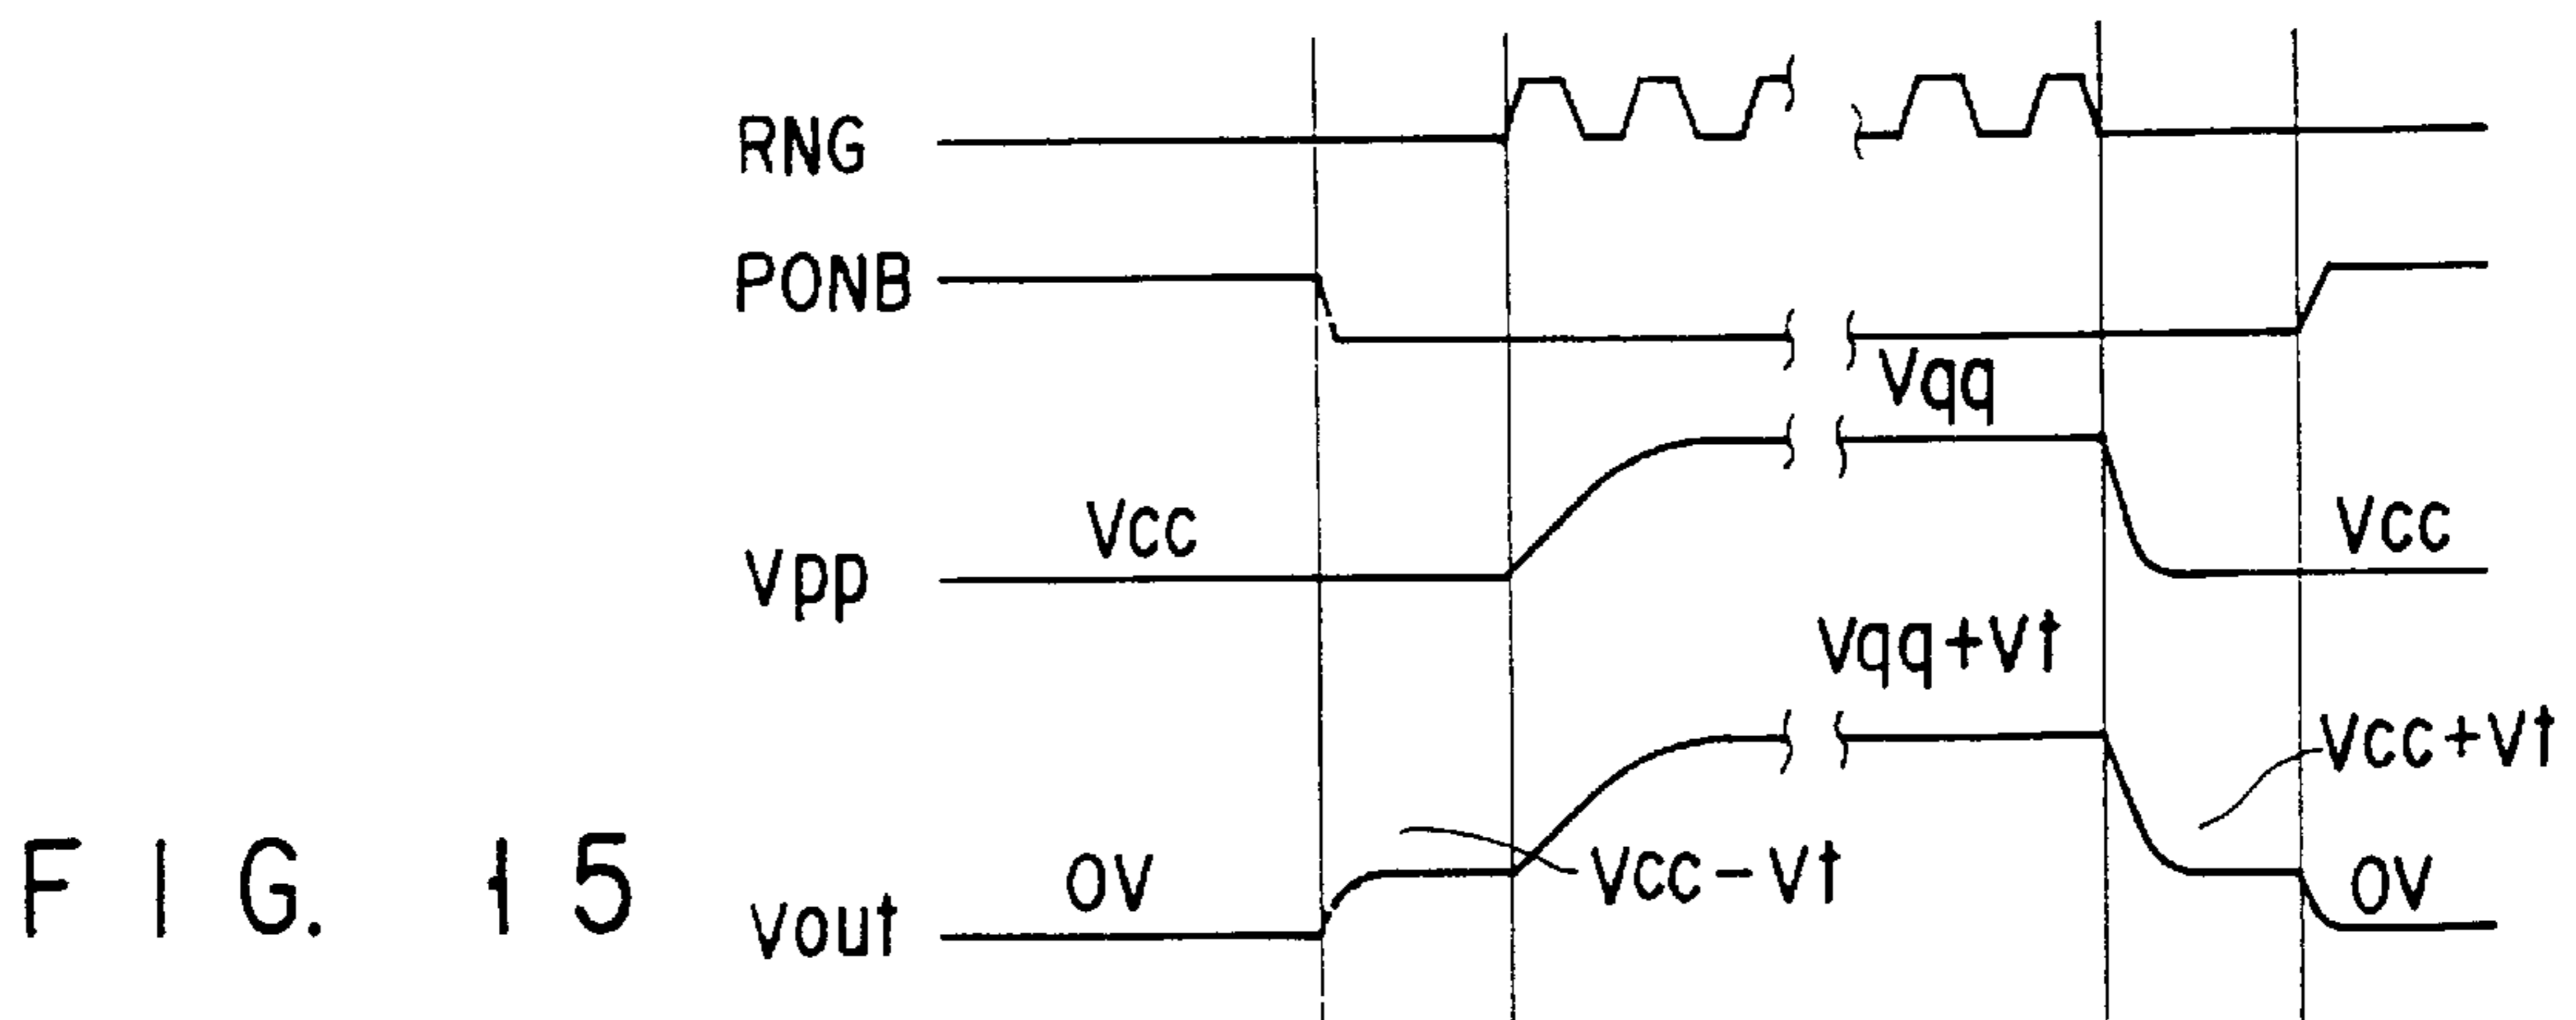 RNG
PONB
Vqq
Vcc
Vcc
Vpp
Vqq+Vt
Vcc+Vt
Vcc-Vt
0V
0V
Vout
FIG. 15